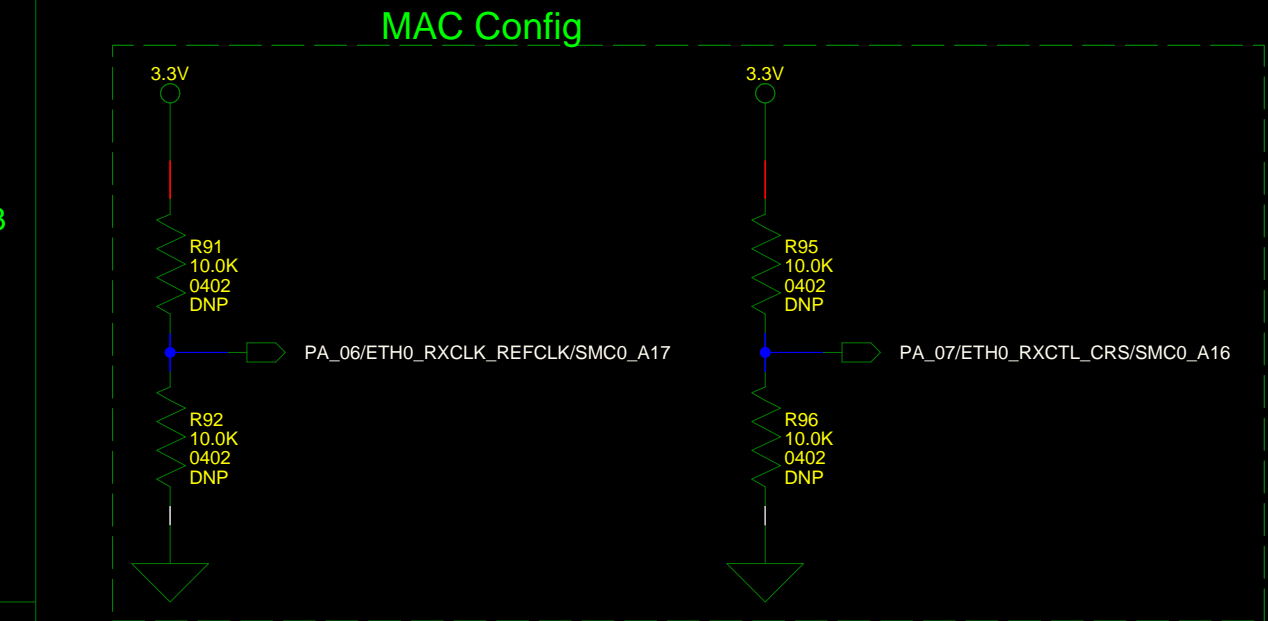 MAC Config
3.3V
3.3V
R91
10.0K
0402
DNP
R95
10.0K
0402
DNP
PA_06/ETH0_RXCLK_REFCLK/SMC0_A17
PA_07/ETH0_RXCTL_CRS/SMC0_A16
R92
10.0K
0402
DNP
R96
10.0K
0402
DNP